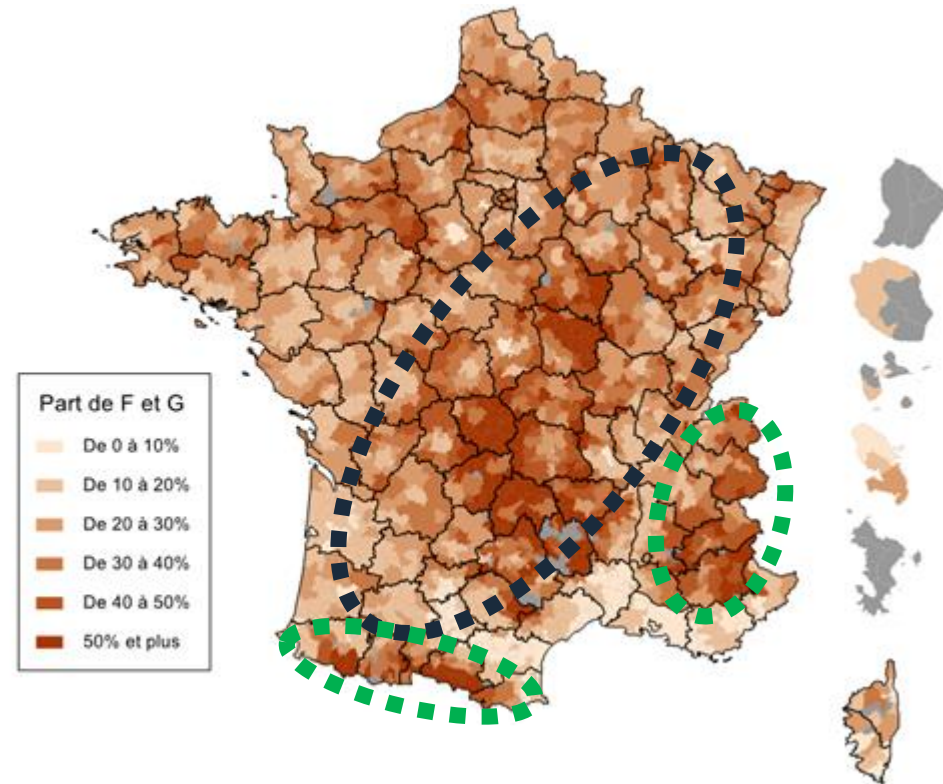 Part de F et G
De 0 à 10%
De 10 à 20%
De 20 à 30%
De 30 à 40%
De 40 à 50%
50% et plus